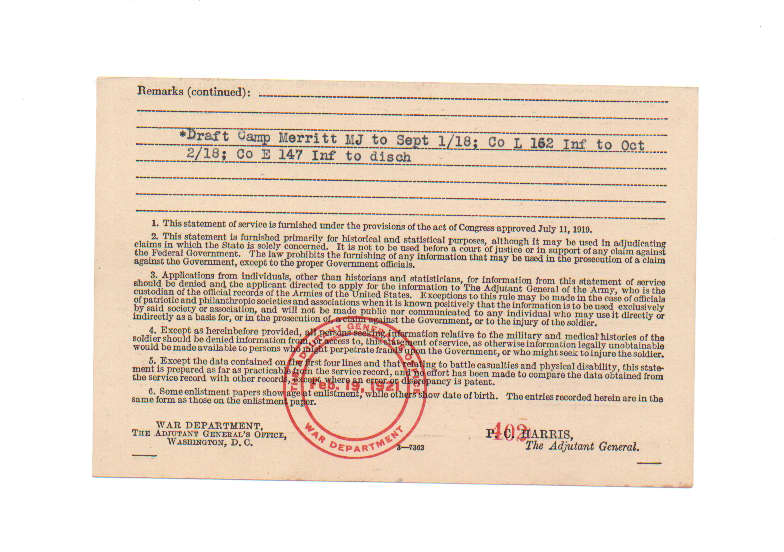 Remarks (continued):
*Draft Camp Merritt MJ to Sept 1/18; Co L 162 Inf to Oct
2/18; Co E 147 Inf to disch
1. This statement of service is furnished under the provisions of the act of Congress approved July 11, 1919.
2. This statement is furnished primarily for historical and statistical purposes, although it may be used in adjudicating
claims in which the State is solely concerned. It is not to be used before a court of justice or in support of any claim against
the Federal Government. The law prohibits the furnishing of any information that may be used in the prosecution of a claim
against the Government, except to the proper Government officials.
3. Applications from individuals, other than historians and statisticians, for information from this statement of service
should be denied and the applicant directed to apply for the information to The Adjutant General of the Army, who is the
custodian of the official records of the Armies of the United States. Exceptions to this rule may be made in the case of officials
of patriotic and philanthropic societies and associations when it is known positively that the information is to be used exclusively
by said society or association, and will not be made public nor communicated to any individual who may use it directly or
indirectly as a basis for, or in the prosecution of, a claim against the Government, or to the injury of the soldier.
4. Except as hereinbefore provided, all persons seeking information relative to the military and medical histories of the
soldier should be denied information from, or access to, this statement of service, as otherwise information legally unobtainable
would be made available to persons who might perpetrate frauds upon the Government, or who might seek to injure the soldier.
5. Except the data contained on the first four lines and that relating to battle casualties and physical disability, this state-
ment is prepared as far as practicable from the service record, and no effort has been made to compare the data obtained from
the service record with other records, except where an error or discrepancy is patent.
6. Some enlistment papers show age at enlistment, while others show date of birth. The entries recorded herein are in the
same form as those on the enlistment paper.
THE ADJUTANT GENERAL'S OFFICE
Feb. 19, 1921
WAR DEPARTMENT
WAR DEPARTMENT,
THE ADJUTANT GENERAL'S OFFICE,
WASHINGTON, D. C.
3—7303
P. C. HARRIS,
The Adjutant General.